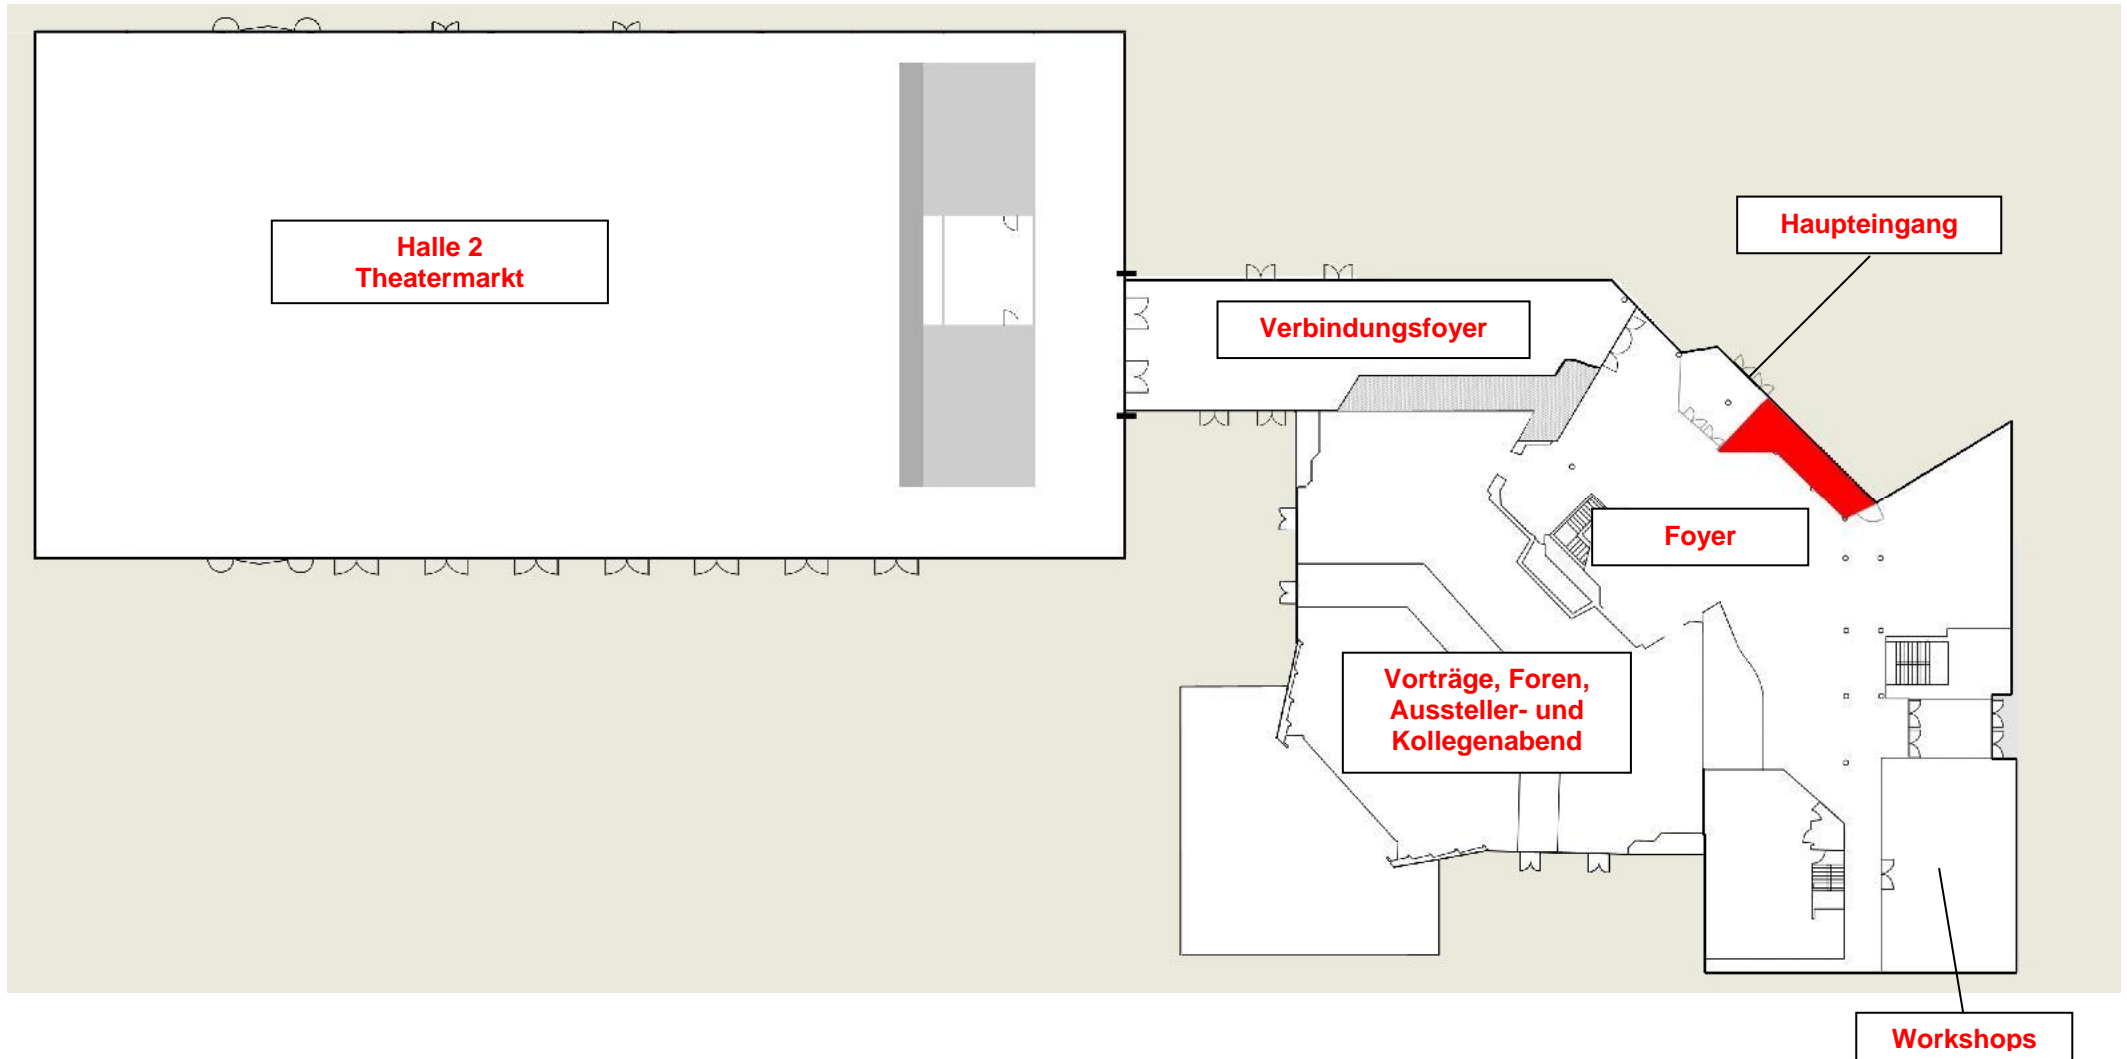 Halle 2
Theatermarkt
Haupteingang
Verbindungsfoyer
Foyer
Vorträge, Foren,
Aussteller- und
Kollegenabend
Workshops